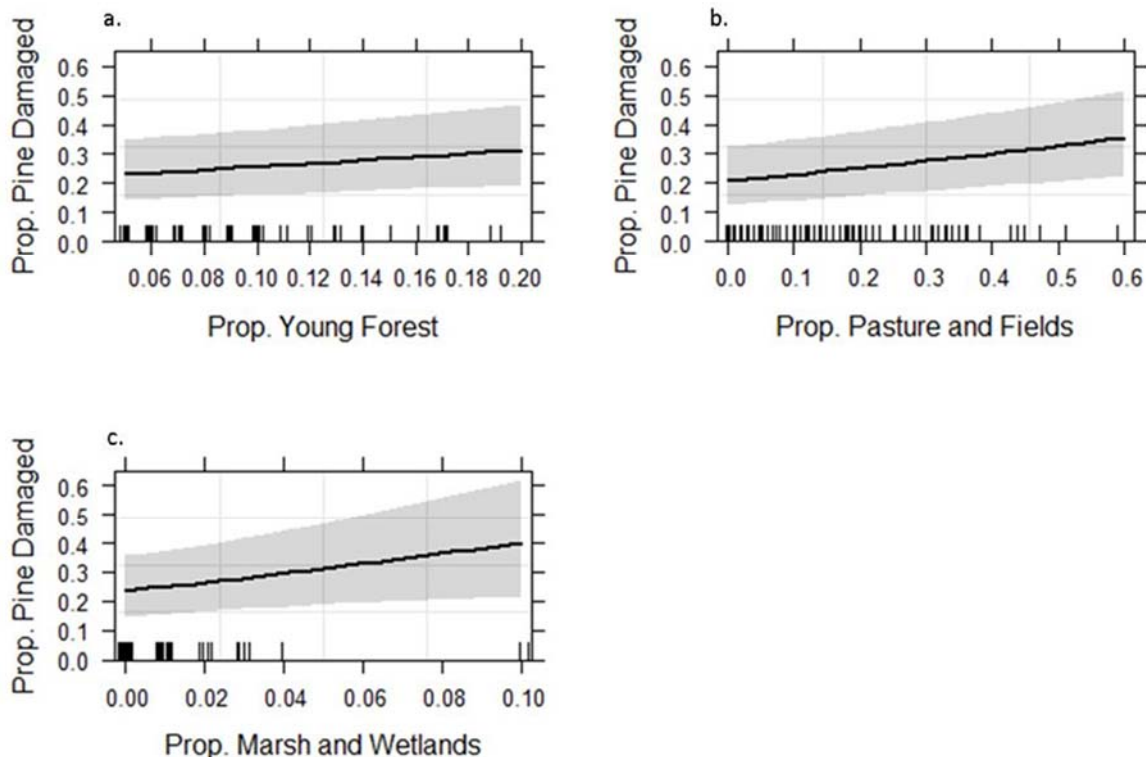 a.
Prop. Pine Damaged
0.6
0.5
0.4
0.3
0.2
0.1
0.0
0.06 0.08 0.10 0.12 0.14 0.16 0.18 0.20
Prop. Young Forest
b.
Prop. Pine Damaged
0.6
0.5
0.4
0.3
0.2
0.1
0.0
0.0 0.1 0.2 0.3 0.4 0.5 0.6
Prop. Pasture and Fields
c.
Prop. Pine Damaged
0.6
0.5
0.4
0.3
0.2
0.1
0.0
0.00 0.02 0.04 0.06 0.08 0.10
Prop. Marsh and Wetlands